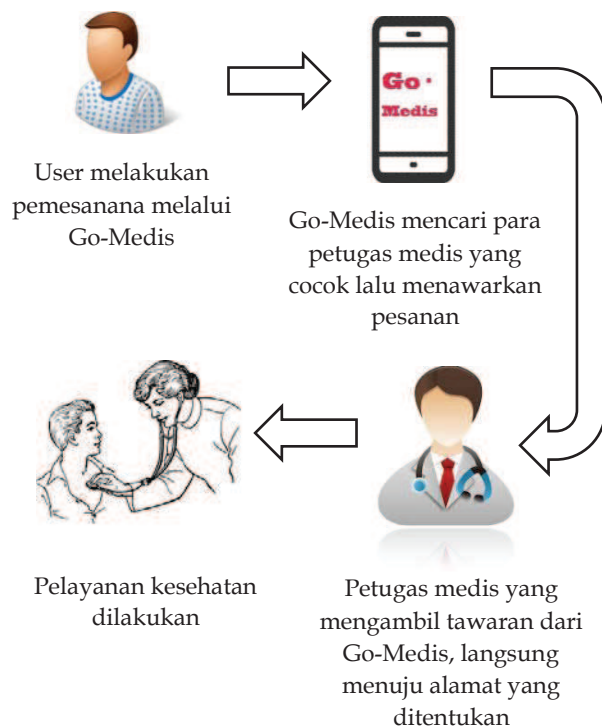 User melakukan
pemesanana melalui
Go-Medis
Go ·
Medis
Go-Medis mencari para
petugas medis yang
cocok lalu menawarkan
pesanan
Petugas medis yang
mengambil tawaran dari
Go-Medis, langsung
menuju alamat yang
ditentukan
Pelayanan kesehatan
dilakukan